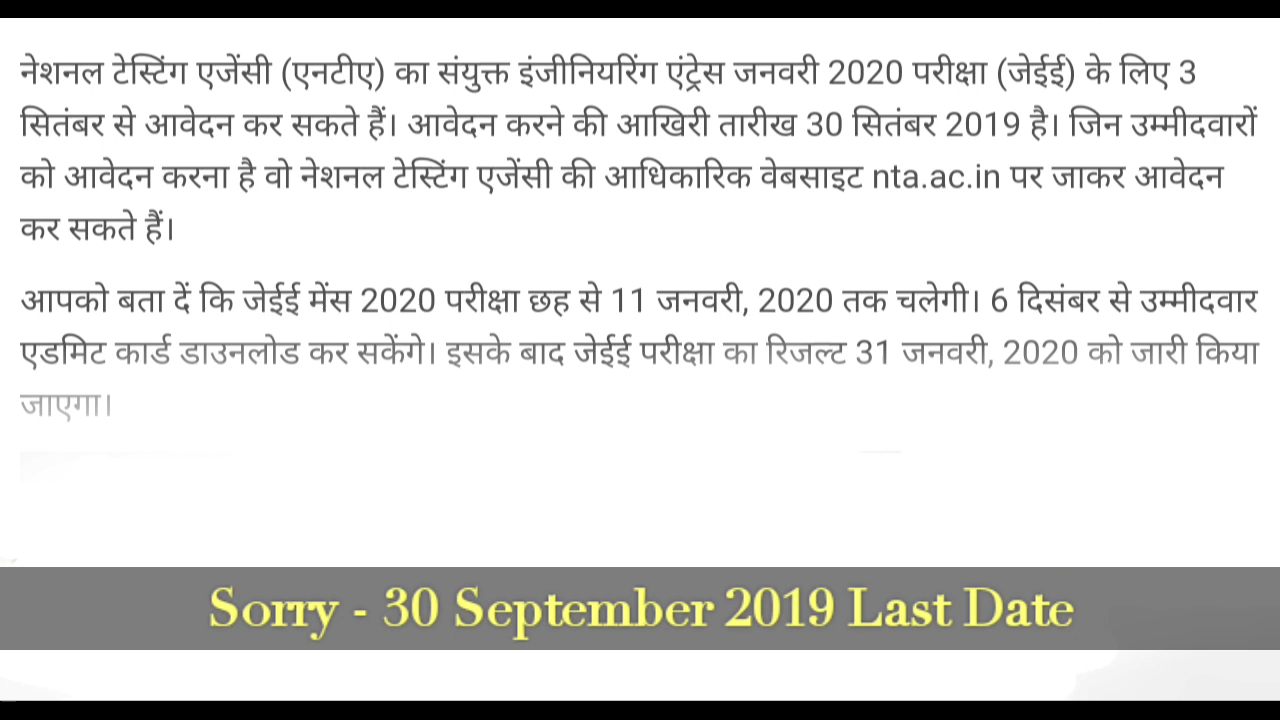 नेशनल टेस्टिंग एजेंसी (एनटीए) का संयुक्त इंजीनियरिंग एंट्रेस जनवरी 2020 परीक्षा (जेईई) के लिए 3
सितंबर से आवेदन कर सकते हैं। आवेदन करने की आखिरी तारीख 30 सितंबर 2019 है। जिन उम्मीदवारों
को आवेदन करना है वो नेशनल टेस्टिंग एजेंसी की आधिकारिक वेबसाइट nta.ac.in पर जाकर आवेदन
कर सकते हैं।
आपको बता दें कि जेईई मेंस 2020 परीक्षा छह से 11 जनवरी, 2020 तक चलेगी। 6 दिसंबर से उम्मीदवार
एडमिट कार्ड डाउनलोड कर सकेंगे। इसके बाद जेईई परीक्षा का रिजल्ट 31 जनवरी, 2020 को जारी किया
जाएगा।
Sorry - 30 September 2019 Last Date